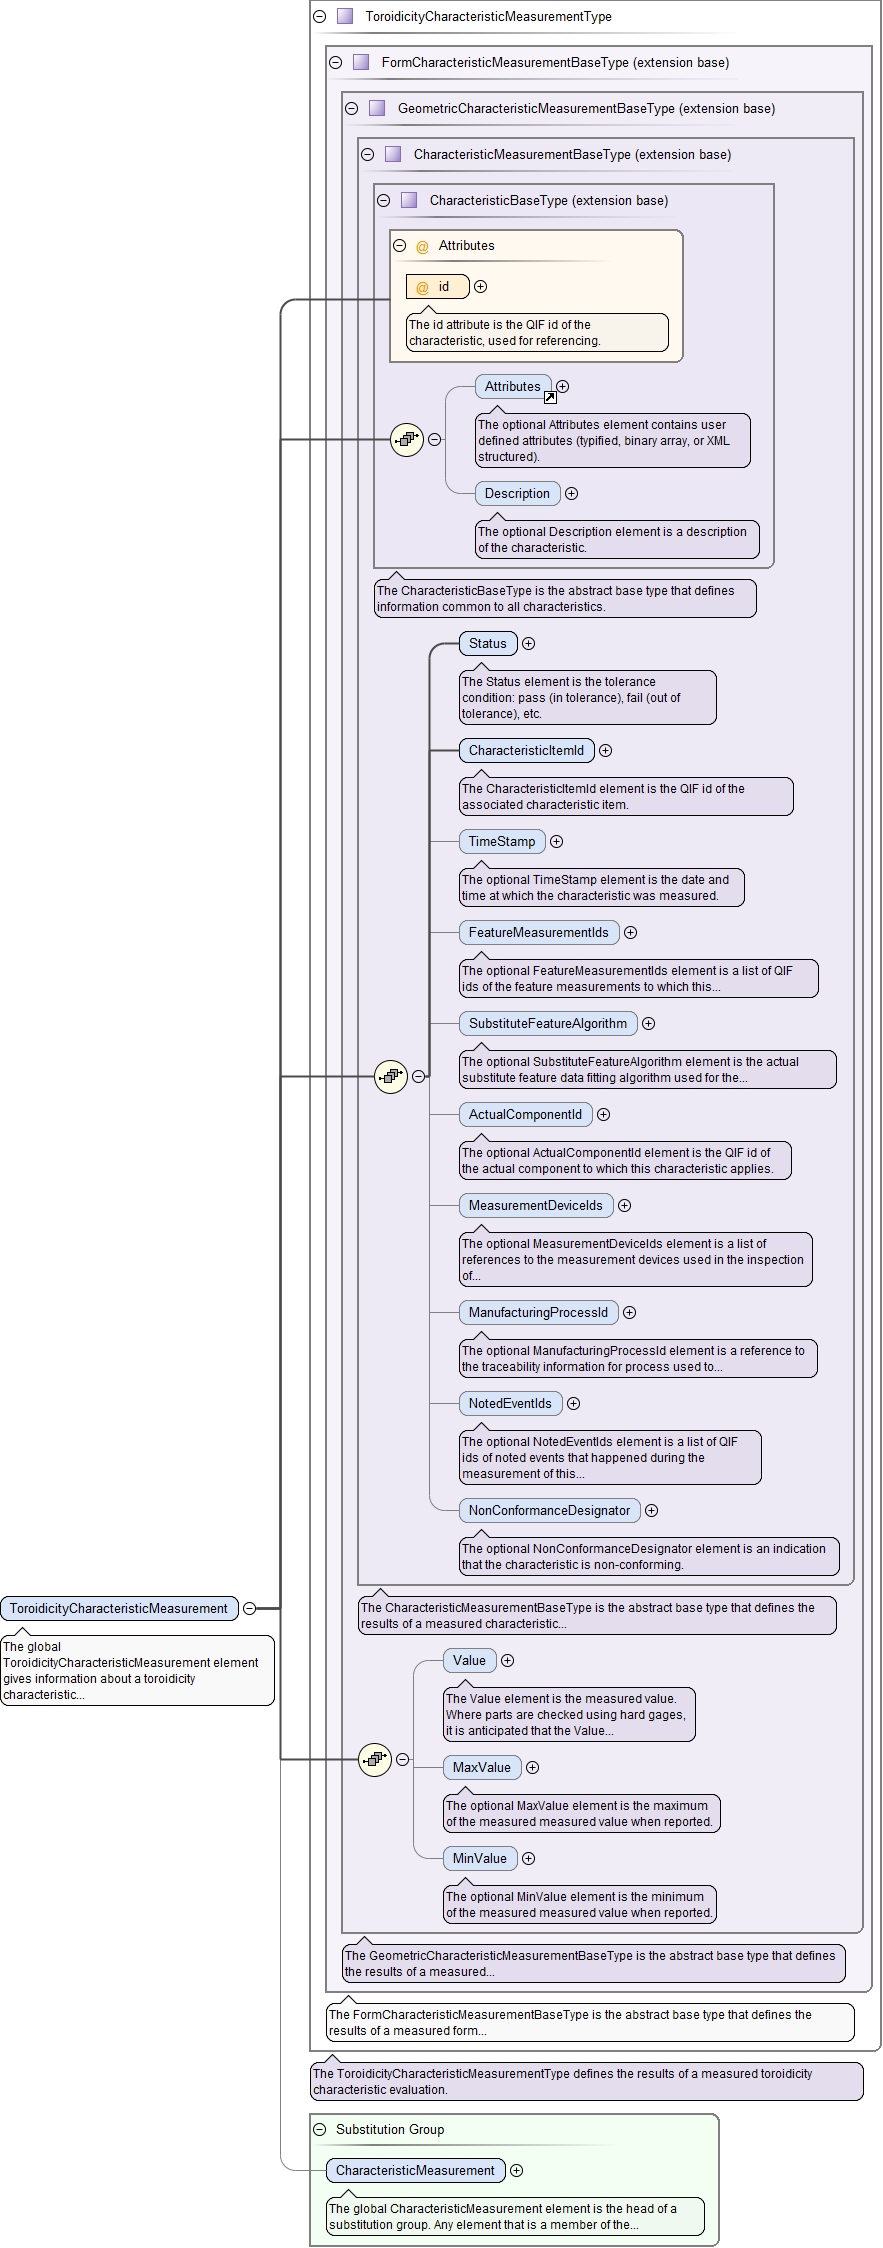 ToroidicityCharacteristicMeasurementType
FormCharacteristicMeasurementBaseType (extension base)
GeometricCharacteristicMeasurementBaseType (extension base)
CharacteristicMeasurementBaseType (extension base)
CharacteristicBaseType (extension base)
@ Attributes
@ id
The id attribute is the QIF id of the
characteristic, used for referencing.
Attributes
The optional Attributes element contains user
defined attributes (typified, binary array, or XML
structured).
Description
The optional Description element is a description
of the characteristic.
The CharacteristicBaseType is the abstract base type that defines
information common to all characteristics.
Status
The Status element is the tolerance
condition: pass (in tolerance), fail (out of
tolerance), etc.
CharacteristicItemId
The CharacteristicItemId element is the QIF id of the
associated characteristic item.
TimeStamp
The optional TimeStamp element is the date and
time at which the characteristic was measured.
FeatureMeasurementIds
The optional FeatureMeasurementIds element is a list of QIF
ids of the feature measurements to which this...
SubstituteFeatureAlgorithm
The optional SubstituteFeatureAlgorithm element is the actual
substitute feature data fitting algorithm used for the...
ActualComponentId
The optional ActualComponentId element is the QIF id of
the actual component to which this characteristic applies.
MeasurementDeviceIds
The optional MeasurementDeviceIds element is a list of
references to the measurement devices used in the inspection
of...
ManufacturingProcessId
The optional ManufacturingProcessId element is a reference to
the traceability information for process used to...
NotedEventIds
The optional NotedEventIds element is a list of QIF
ids of noted events that happened during the
measurement of this...
NonConformanceDesignator
The optional NonConformanceDesignator element is an indication
that the characteristic is non-conforming.
The CharacteristicMeasurementBaseType is the abstract base type that defines the
results of a measured characteristic...
ToroidicityCharacteristicMeasurement
The global
ToroidicityCharacteristicMeasurement element
gives information about a toroidicity
characteristic...
Value
The Value element is the measured value.
Where parts are checked using hard gages,
it is anticipated that the Value...
MaxValue
The optional MaxValue element is the maximum
of the measured measured value when reported.
MinValue
The optional MinValue element is the minimum
of the measured measured value when reported.
The GeometricCharacteristicMeasurementBaseType is the abstract base type that defines
the results of a measured...
The FormCharacteristicMeasurementBaseType is the abstract base type that defines the
results of a measured form...
The ToroidicityCharacteristicMeasurementType defines the results of a measured toroidicity
characteristic evaluation.
Substitution Group
CharacteristicMeasurement
The global CharacteristicMeasurement element is the head of a
substitution group. Any element that is a member of the...